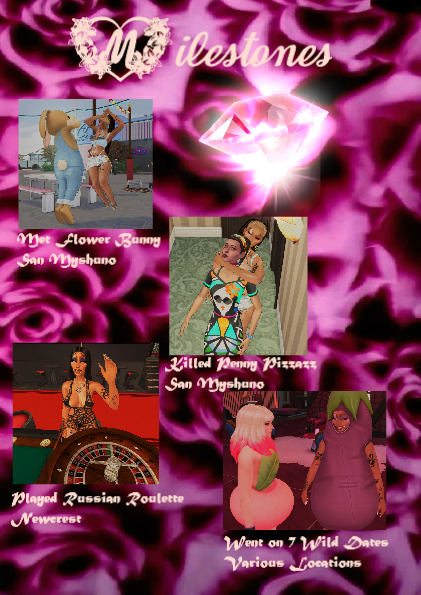 Milestones
Met Flower Bunny
San Myshuno
Killed Penny Pizzazz
San Myshuno
Played Russian Roulette
Newcrest
Went on 7 Wild Dates
Various Locations